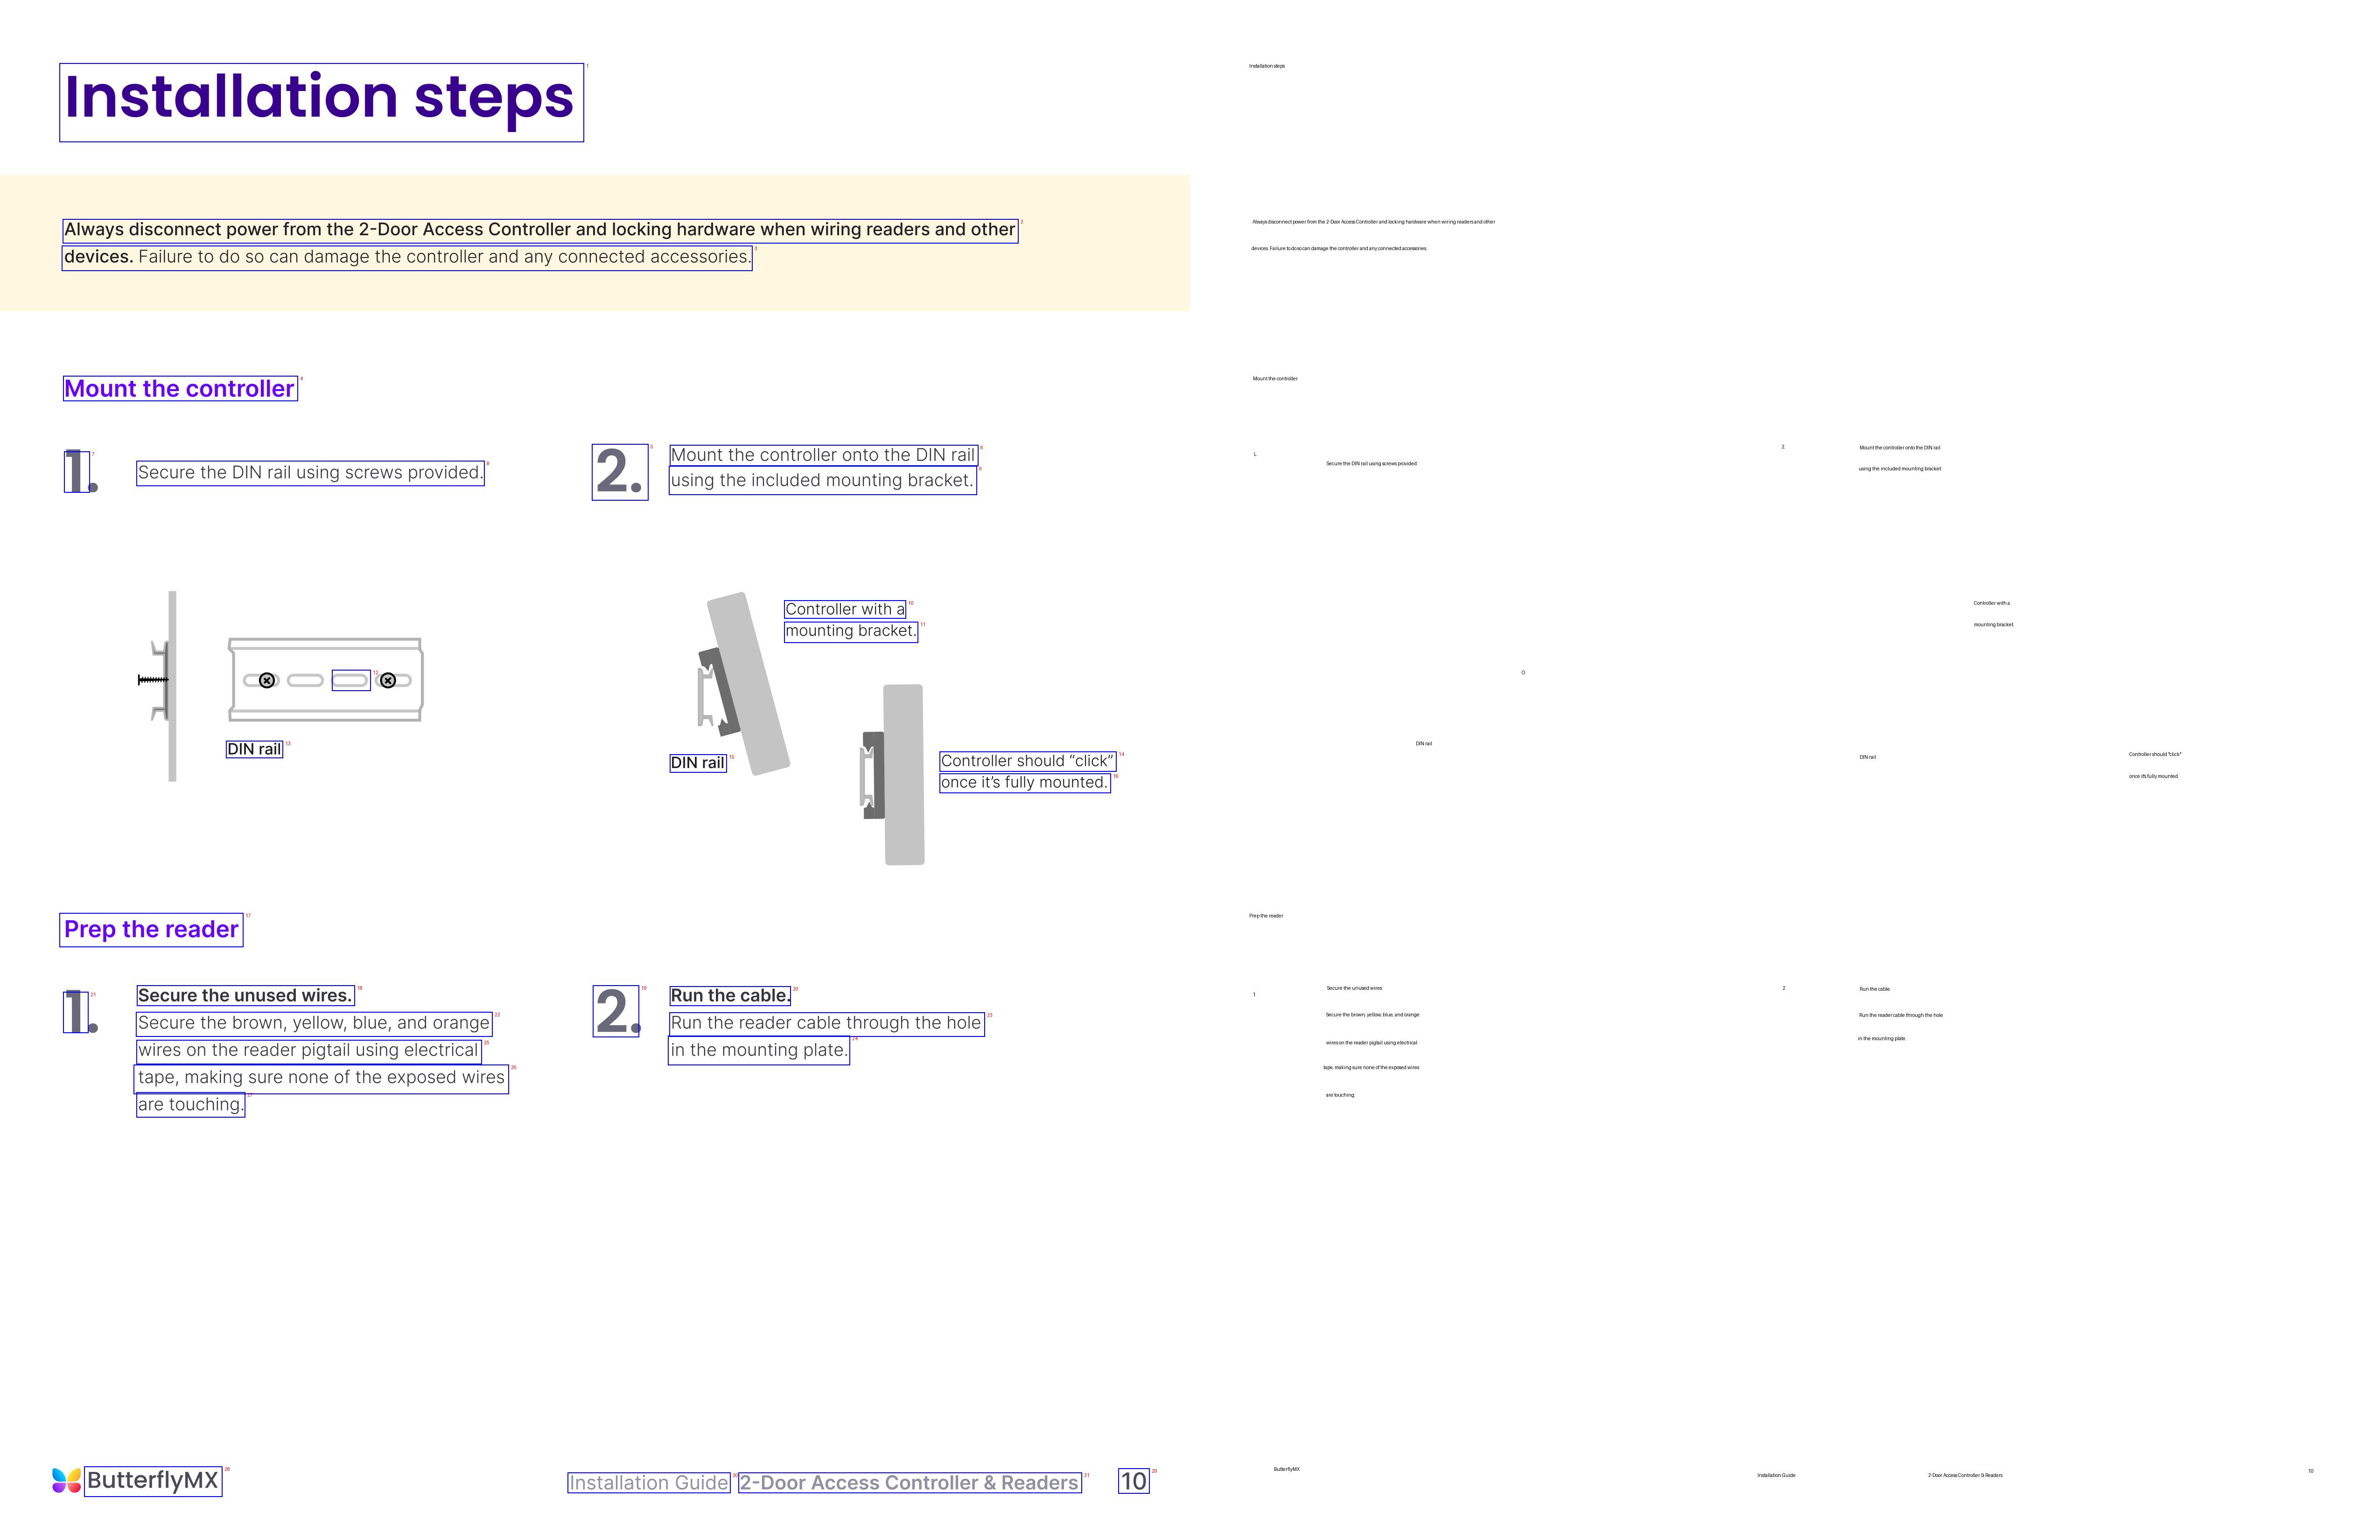 Installation steps
Always disconnect power from the 2-Door Access Controller and locking hardware when wiring readers and other
devices. Failure to do so can damage the controller and any connected accessories.
Mount the controller
1.
Secure the DIN rail using screws provided.
2.
Mount the controller onto the DIN rail
using the included mounting bracket.
Controller with a
mounting bracket.
DIN rail
DIN rail
Controller should “click”
once it’s fully mounted.
Prep the reader
1.
Secure the unused wires.
Secure the brown, yellow, blue, and orange
wires on the reader pigtail using electrical
tape, making sure none of the exposed wires
are touching.
2.
Run the cable.
Run the reader cable through the hole
in the mounting plate.
ButterflyMX
Installation Guide 2-Door Access Controller & Readers 10
Installation steps
Always disconnect power from the 2-Door Access Controller and locking hardware when wiring readers and other
devices. Failure to do so can damage the controller and any connected accessories.
Mount the controller
L
Secure the DIN rail using screws provided.
2.
Mount the controller onto the DIN rail
using the included mounting bracket.
Controller with a
mounting bracket.
O
DIN rail
DIN rail
Controller should "click"
once it's fully mounted.
Prep the reader
1
Secure the unused wires.
Secure the brown, yellow, blue, and orange
wires on the reader pigtail using electrical
tape, making sure none of the exposed wires
are touching.
2
Run the cable.
Run the reader cable through the hole
in the mounting plate.
ButterflyMX
Installation Guide
2-Door Access Controller & Readers
10